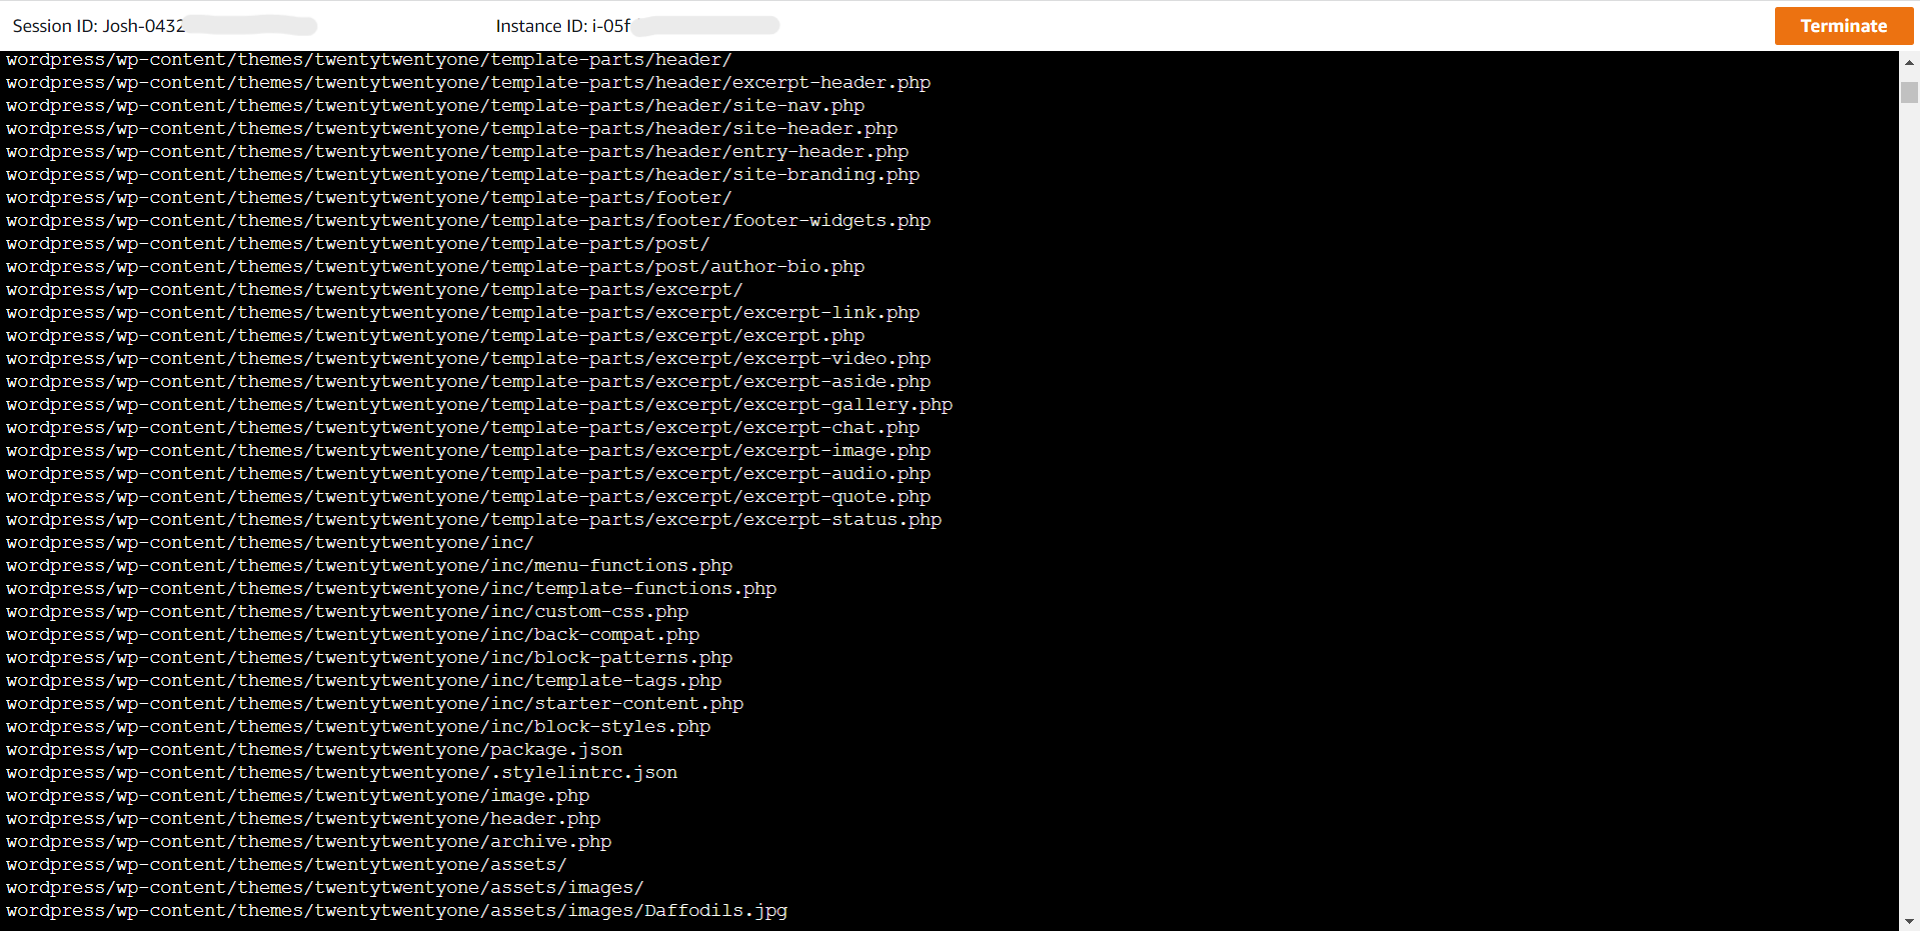 Session ID: Josh-0432
Instance ID: i-05f
Terminate
wordpress/wp-content/themes/twentytwentyone/template-parts/header/
wordpress/wp-content/themes/twentytwentyone/template-parts/header/excerpt-header.php
wordpress/wp-content/themes/twentytwentyone/template-parts/header/site-nav.php
wordpress/wp-content/themes/twentytwentyone/template-parts/header/site-header.php
wordpress/wp-content/themes/twentytwentyone/template-parts/header/entry-header.php
wordpress/wp-content/themes/twentytwentyone/template-parts/header/site-branding.php
wordpress/wp-content/themes/twentytwentyone/template-parts/footer/
wordpress/wp-content/themes/twentytwentyone/template-parts/footer/footer-widgets.php
wordpress/wp-content/themes/twentytwentyone/template-parts/post/
wordpress/wp-content/themes/twentytwentyone/template-parts/post/author-bio.php
wordpress/wp-content/themes/twentytwentyone/template-parts/excerpt/
wordpress/wp-content/themes/twentytwentyone/template-parts/excerpt/excerpt-link.php
wordpress/wp-content/themes/twentytwentyone/template-parts/excerpt/excerpt.php
wordpress/wp-content/themes/twentytwentyone/template-parts/excerpt/excerpt-video.php
wordpress/wp-content/themes/twentytwentyone/template-parts/excerpt/excerpt-aside.php
wordpress/wp-content/themes/twentytwentyone/template-parts/excerpt/excerpt-gallery.php
wordpress/wp-content/themes/twentytwentyone/template-parts/excerpt/excerpt-chat.php
wordpress/wp-content/themes/twentytwentyone/template-parts/excerpt/excerpt-image.php
wordpress/wp-content/themes/twentytwentyone/template-parts/excerpt/excerpt-audio.php
wordpress/wp-content/themes/twentytwentyone/template-parts/excerpt/excerpt-quote.php
wordpress/wp-content/themes/twentytwentyone/template-parts/excerpt/excerpt-status.php
wordpress/wp-content/themes/twentytwentyone/inc/
wordpress/wp-content/themes/twentytwentyone/inc/menu-functions.php
wordpress/wp-content/themes/twentytwentyone/inc/template-functions.php
wordpress/wp-content/themes/twentytwentyone/inc/custom-css.php
wordpress/wp-content/themes/twentytwentyone/inc/back-compat.php
wordpress/wp-content/themes/twentytwentyone/inc/block-patterns.php
wordpress/wp-content/themes/twentytwentyone/inc/template-tags.php
wordpress/wp-content/themes/twentytwentyone/inc/starter-content.php
wordpress/wp-content/themes/twentytwentyone/inc/block-styles.php
wordpress/wp-content/themes/twentytwentyone/package.json
wordpress/wp-content/themes/twentytwentyone/.stylelintrc.json
wordpress/wp-content/themes/twentytwentyone/image.php
wordpress/wp-content/themes/twentytwentyone/header.php
wordpress/wp-content/themes/twentytwentyone/archive.php
wordpress/wp-content/themes/twentytwentyone/assets/
wordpress/wp-content/themes/twentytwentyone/assets/images/
wordpress/wp-content/themes/twentytwentyone/assets/images/Daffodils.jpg